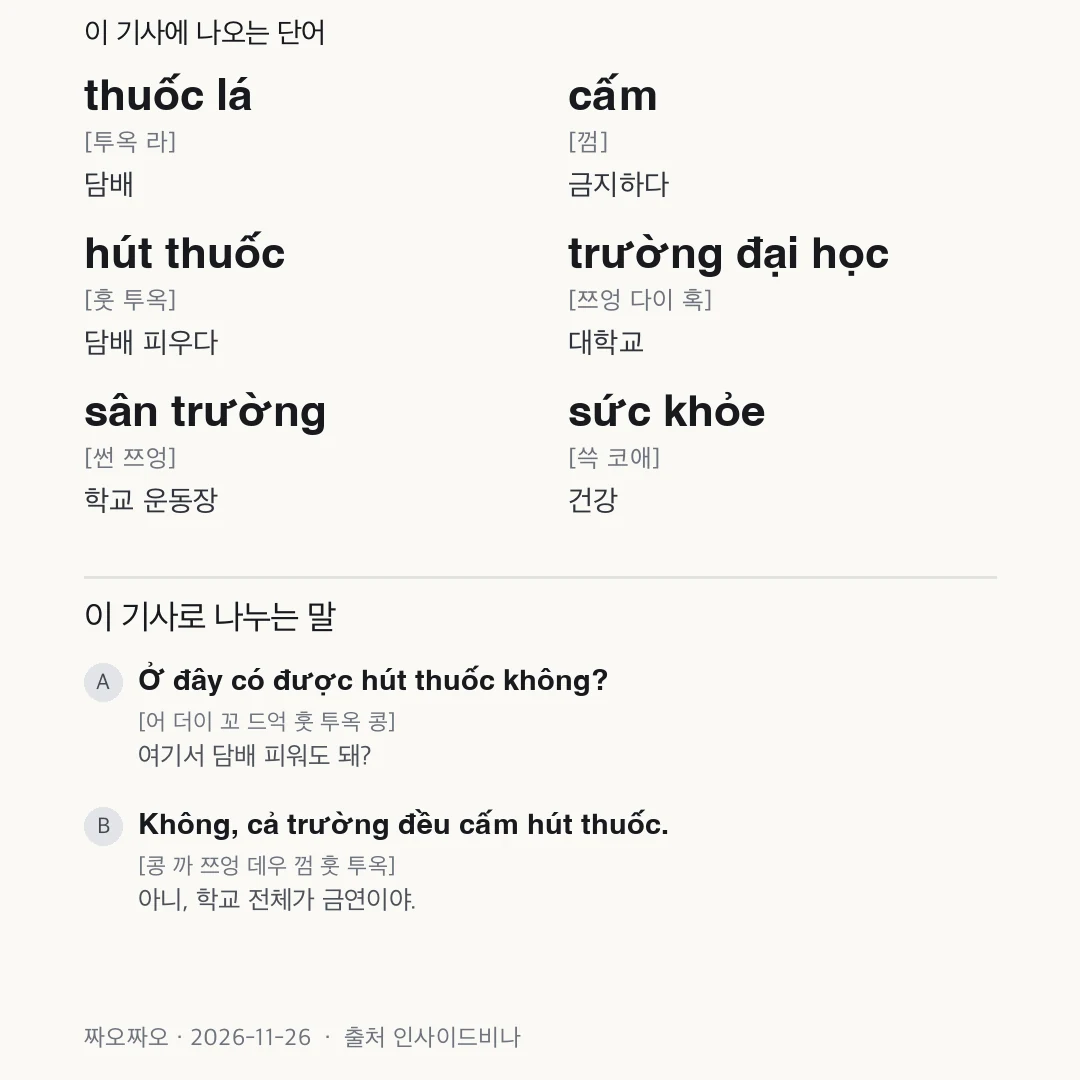 이 기사에 나오는 단어
thuốc lá
[투옥 라]
담배
cấm
[껌]
금지하다
hút thuốc
[훗 투옥]
담배 피우다
trường đại học
[쯔엉 다이 혹]
대학교
sân trường
[썬 쯔엉]
학교 운동장
sức khỏe
[쓱 코애]
건강
이 기사로 나누는 말
A Ở đây có được hút thuốc không?
[어 더이 꼬 드억 훗 투옥 콩]
여기서 담배 피워도 돼?
B Không, cả trường đều cấm hút thuốc.
[콩 까 쯔엉 데우 껌 훗 투옥]
아니, 학교 전체가 금연이야.
짜오짜오 · 2026-11-26 · 출처 인사이드비나